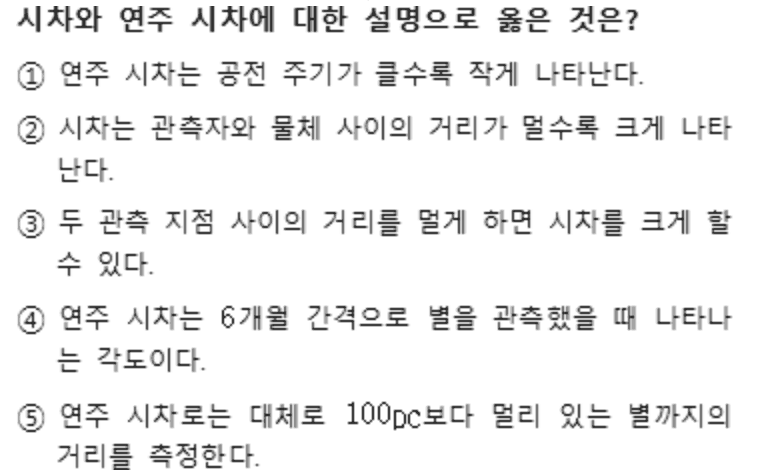 시차와 연주 시차에 대한 설명으로 옳은 것은?
① 연주 시차는 공전 주기가 클수록 작게 나타난다.
② 시차는 관측자와 물체 사이의 거리가 멀수록 크게 나타
난다.
③ 두 관측 지점 사이의 거리를 멀게 하면 시차를 크게 할
수 있다.
④ 연주 시차는 6개월 간격으로 별을 관측했을 때 나타나
는 각도이다.
⑤ 연주 시차로는 대체로 100pc보다 멀리 있는 별까지의
거리를 측정한다.